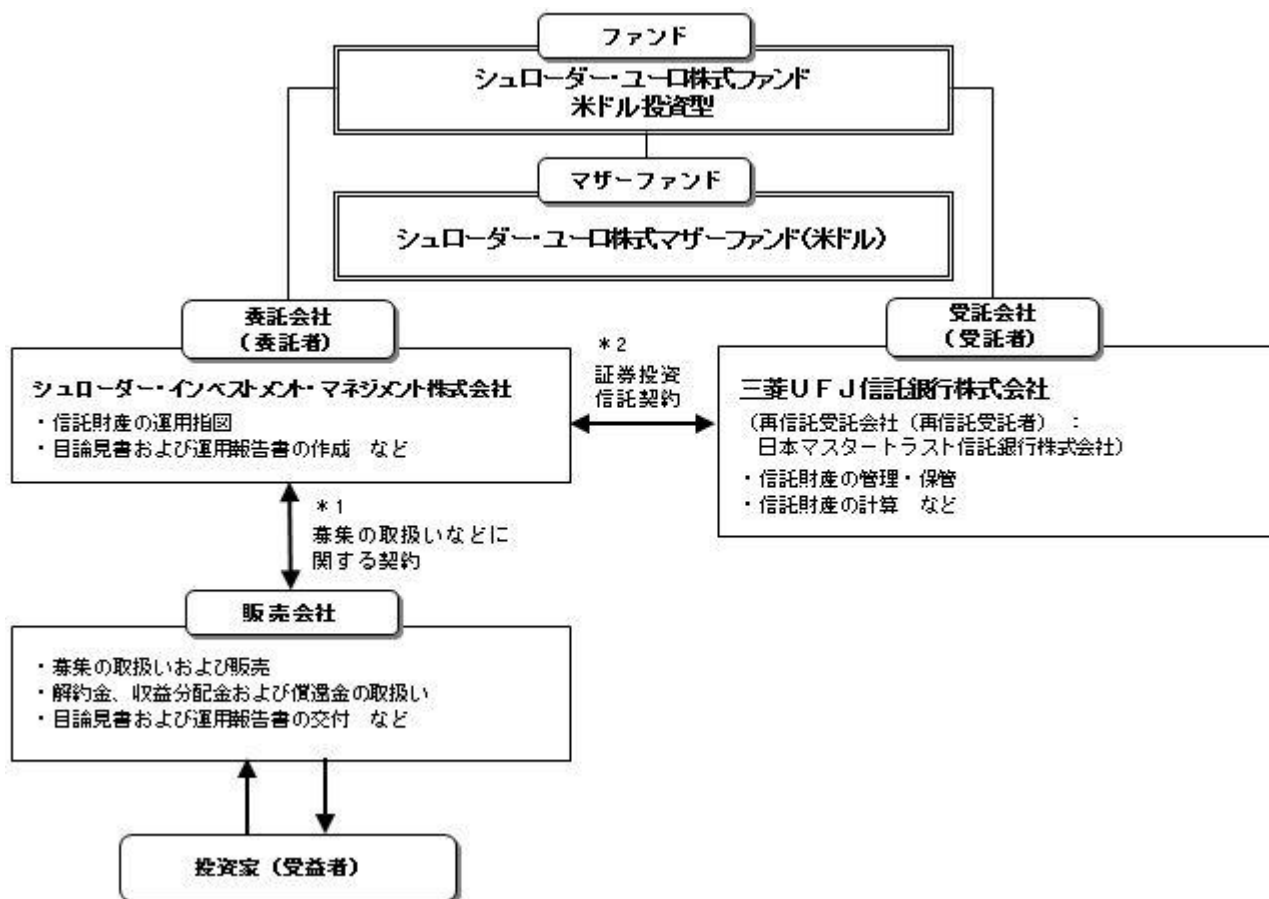 ファンド
シュローダー・ユーロ株式ファンド
米ドル投資型
マザーファンド
シュローダー・ユーロ株式マザーファンド(米ドル)
委託会社
(委託者)
シュローダー・インベストメント・マネジメント株式会社
・信託財産の運用指図
・目論見書および運用報告書の作成 など
*2
証券投資
信託契約
受託会社
(受託者)
三菱UFJ信託銀行株式会社
(再信託受託会社(再信託受託者) :
日本マスタートラスト信託銀行株式会社)
・信託財産の管理・保管
・信託財産の計算 など
*1
募集の取扱いなどに
関する契約
販売会社
・募集の取扱いおよび販売
・解約金、収益分配金および償還金の取扱い
・目論見書および運用報告書の交付 など
投資家(受益者)